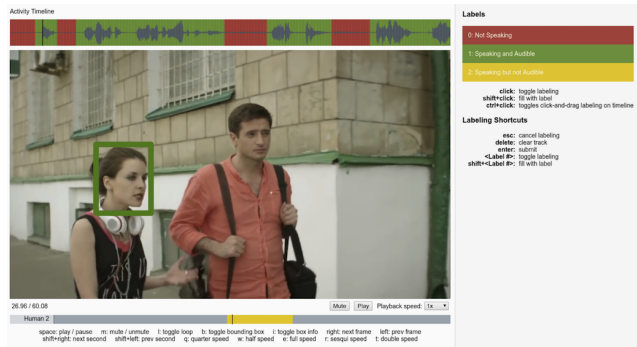 Activity Timeline
26.96 / 60.08
Mute Play Playback speed: 1x
Human 2
space: play / pause m: mute / unmute l: toggle loop b: toggle bounding box i: toggle box info right: next frame left: prev frame
shift+right: next second shift+left: prev second q: quarter speed w: half speed e: full speed r: sesqui speed t: double speed
Labels
0: Not Speaking
1: Speaking and Audible
2: Speaking but not Audible
click: toggle labeling
shift+click: fill with label
ctrl+click: toggles click-and-drag labeling on timeline
Labeling Shortcuts
esc: cancel labeling
delete: clear track
enter: submit
<Label #>: toggle labeling
shift+<Label #>: fill with label